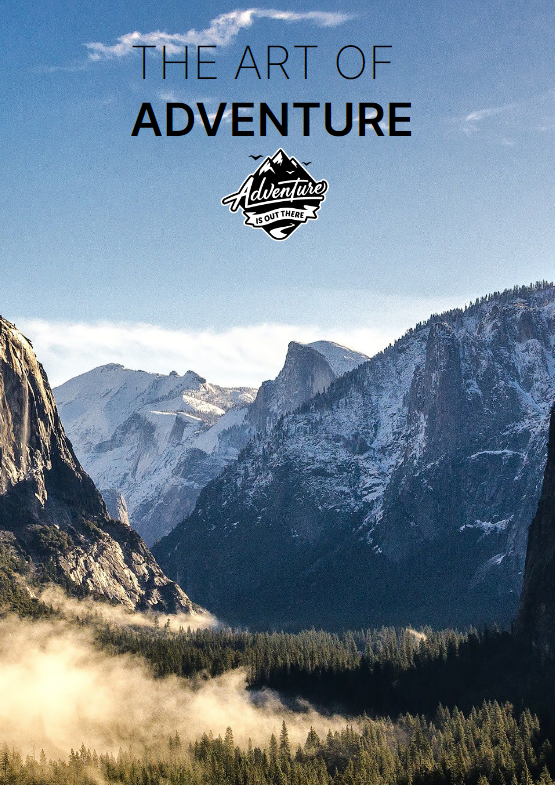 THE ART OF
ADVENTURE
Adventure
IS OUT THERE